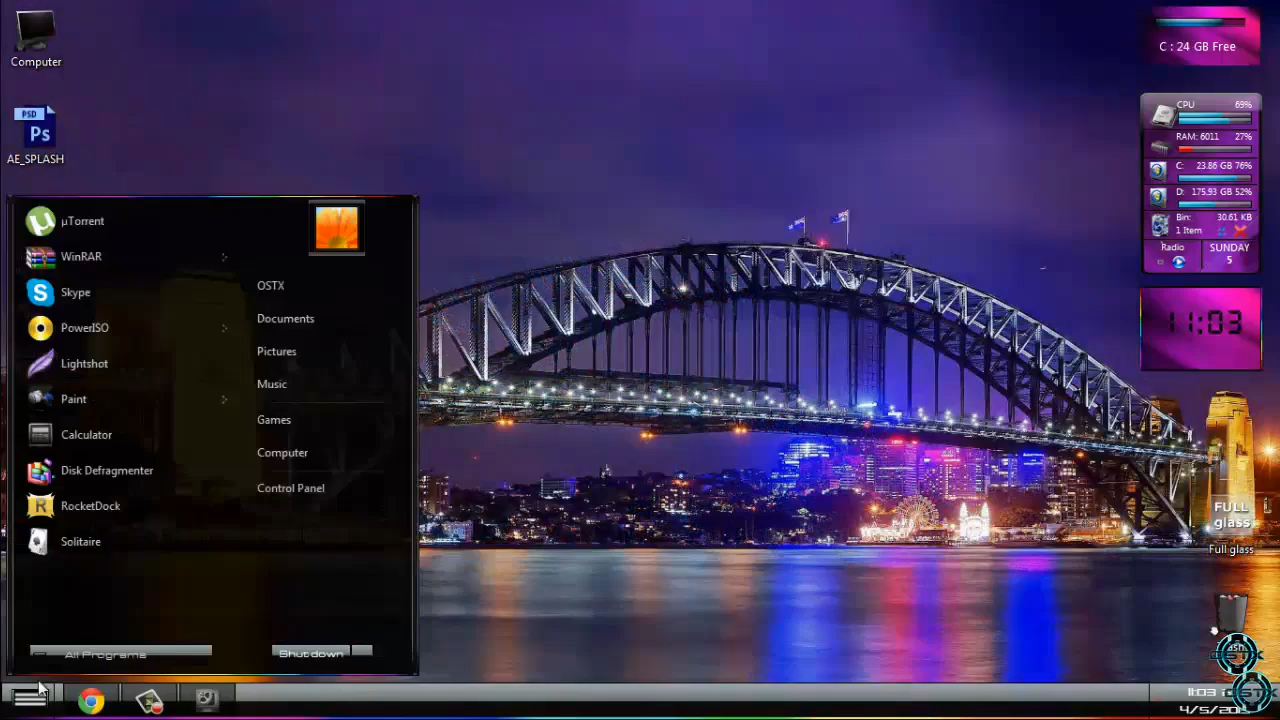 Computer
PSD
Ps
AE_SPLASH
µTorrent
WinRAR
Skype
PowerISO
Lightshot
Paint
Calculator
Disk Defragmenter
RocketDock
Solitaire
All Programs
OSTX
Documents
Pictures
Music
Games
Computer
Control Panel
Shutdown
C : 24 GB Free
CPU 69%
RAM: 6011 27%
C: 23.86 GB 76%
D: 175.93 GB 52%
Bin: 30.61 KB
1 Item
Radio
SUNDAY
5
11:03
FULL
glass
Full glass
11:03
4/5/20